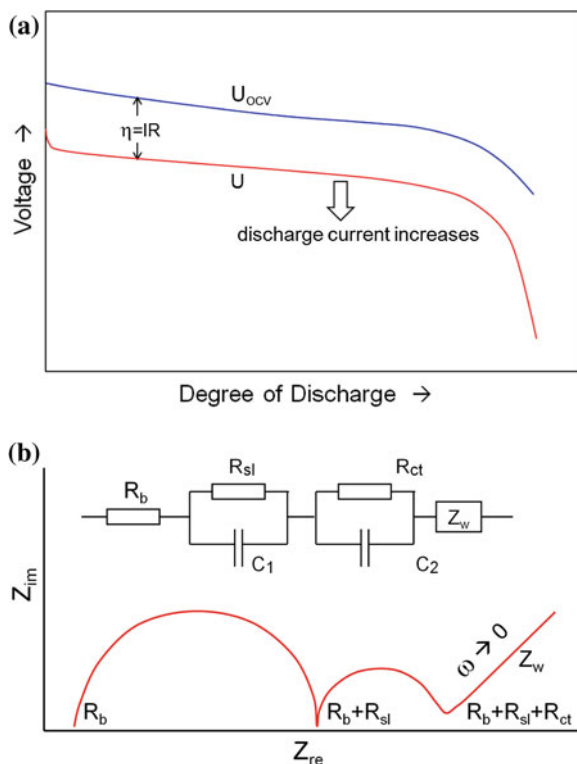 (a)
U_OCV
η=IR
U
discharge current increases
Voltage →
Degree of Discharge →
(b)
R_sl
R_ct
R_b
Z_w
C_1
C_2
Z_im
ω → 0
Z_w
R_b
R_b+R_sl
R_b+R_sl+R_ct
Z_re